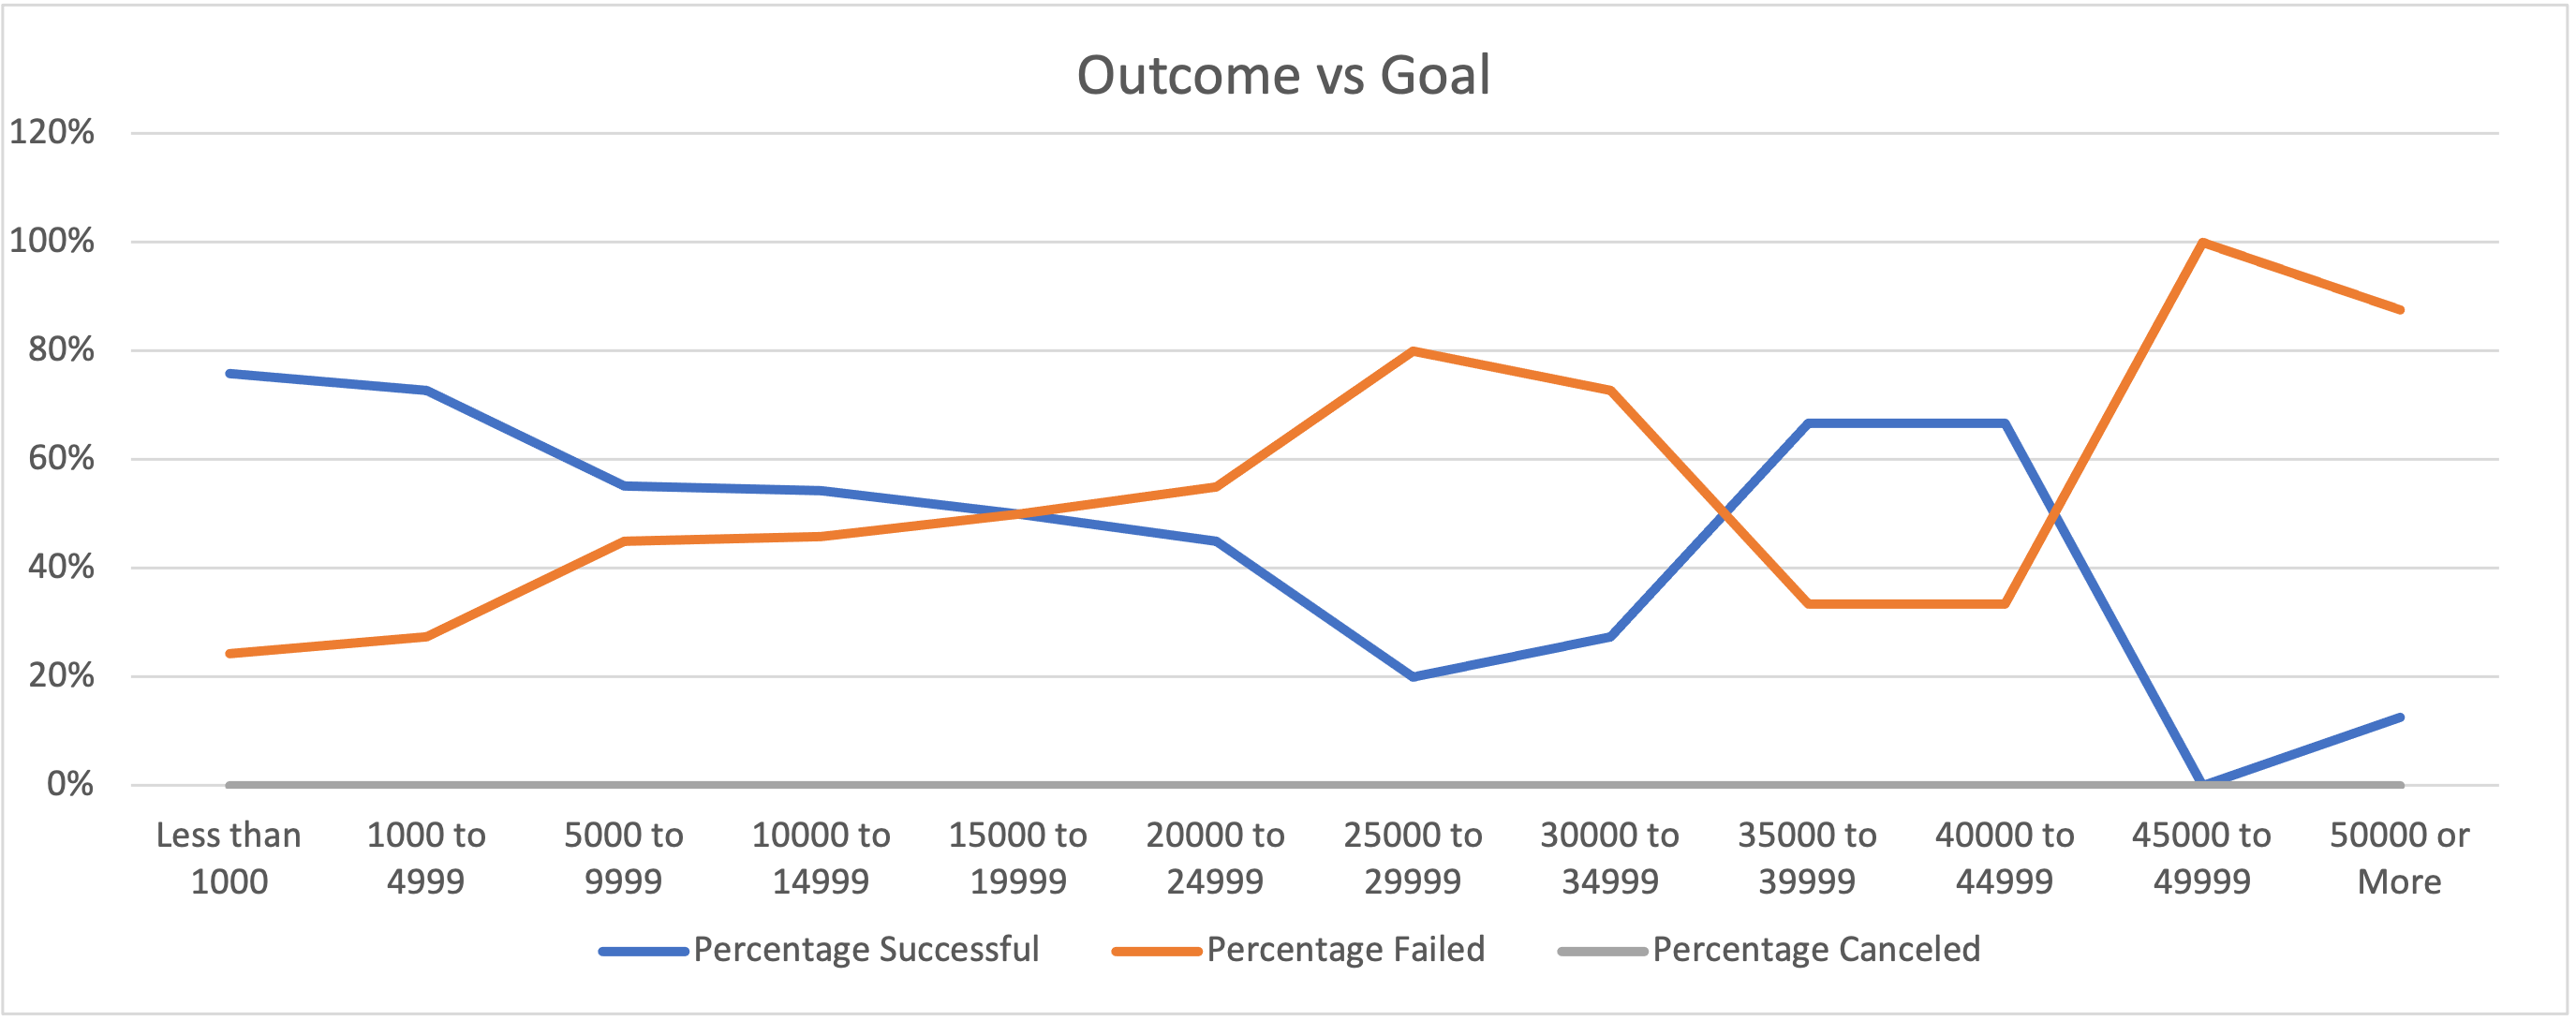 Outcome vs Goal
120%
100%
80%
60%
40%
20%
0%
Less than 1000 to 5000 to 10000 to 15000 to 20000 to 25000 to 30000 to 35000 to 40000 to 45000 to 50000 or
1000 4999 9999 14999 19999 24999 29999 34999 39999 44999 49999 More
Percentage Successful Percentage Failed Percentage Canceled